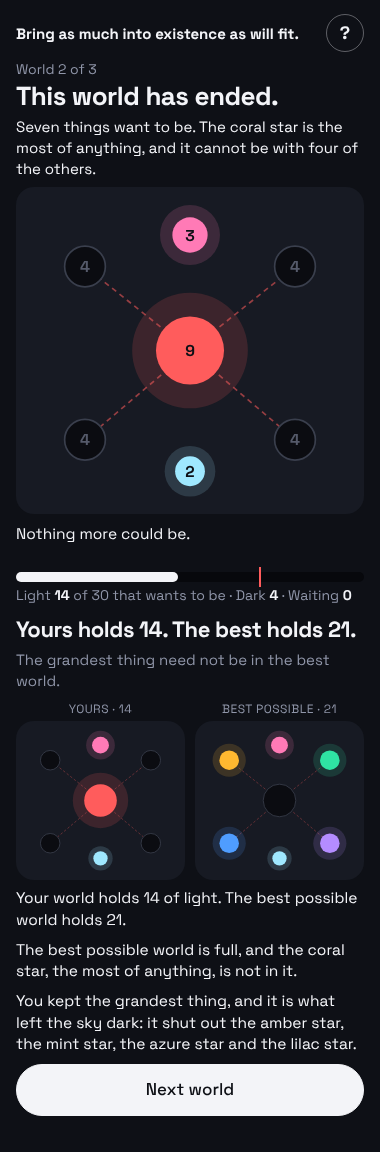 Bring as much into existence as will fit.
?
World 2 of 3
This world has ended.
Seven things want to be. The coral star is the
most of anything, and it cannot be with four of
the others.
3
4
4
9
4
4
2
Nothing more could be.
Light 14 of 30 that wants to be · Dark 4 · Waiting 0
Yours holds 14. The best holds 21.
The grandest thing need not be in the best
world.
YOURS · 14
BEST POSSIBLE · 21
Your world holds 14 of light. The best possible
world holds 21.
The best possible world is full, and the coral
star, the most of anything, is not in it.
You kept the grandest thing, and it is what
left the sky dark: it shut out the amber star,
the mint star, the azure star and the lilac star.
Next world